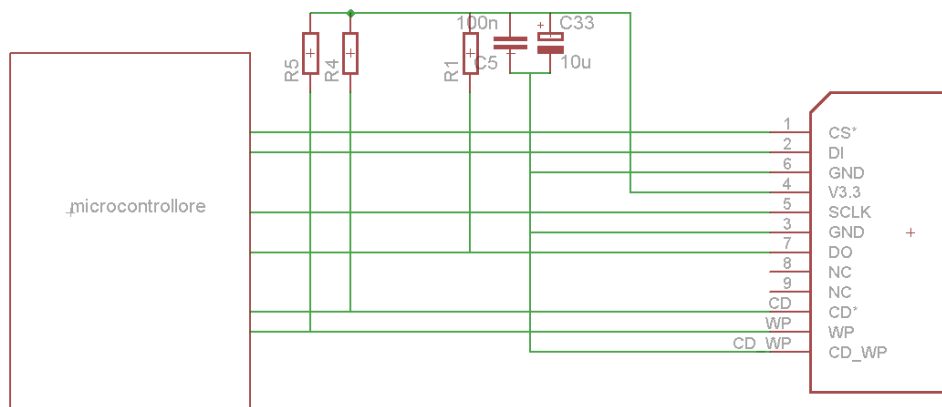 100n
C33
R5
R4
R1
C5
10u
microcontrollore
1 CS*
2 DI
6 GND
4 V3.3
5 SCLK
3 GND
7 DO
8 NC
9 NC
CD CD*
WP WP
CD_WP CD_WP